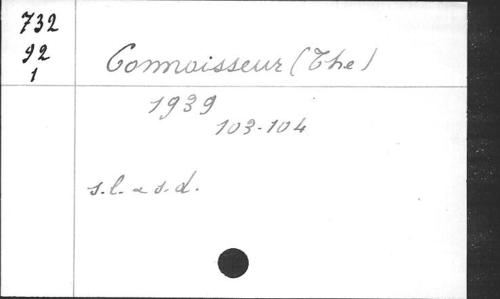 732
92
1
Connaisseur (The)
1939
103-104
s.l. a s.d.